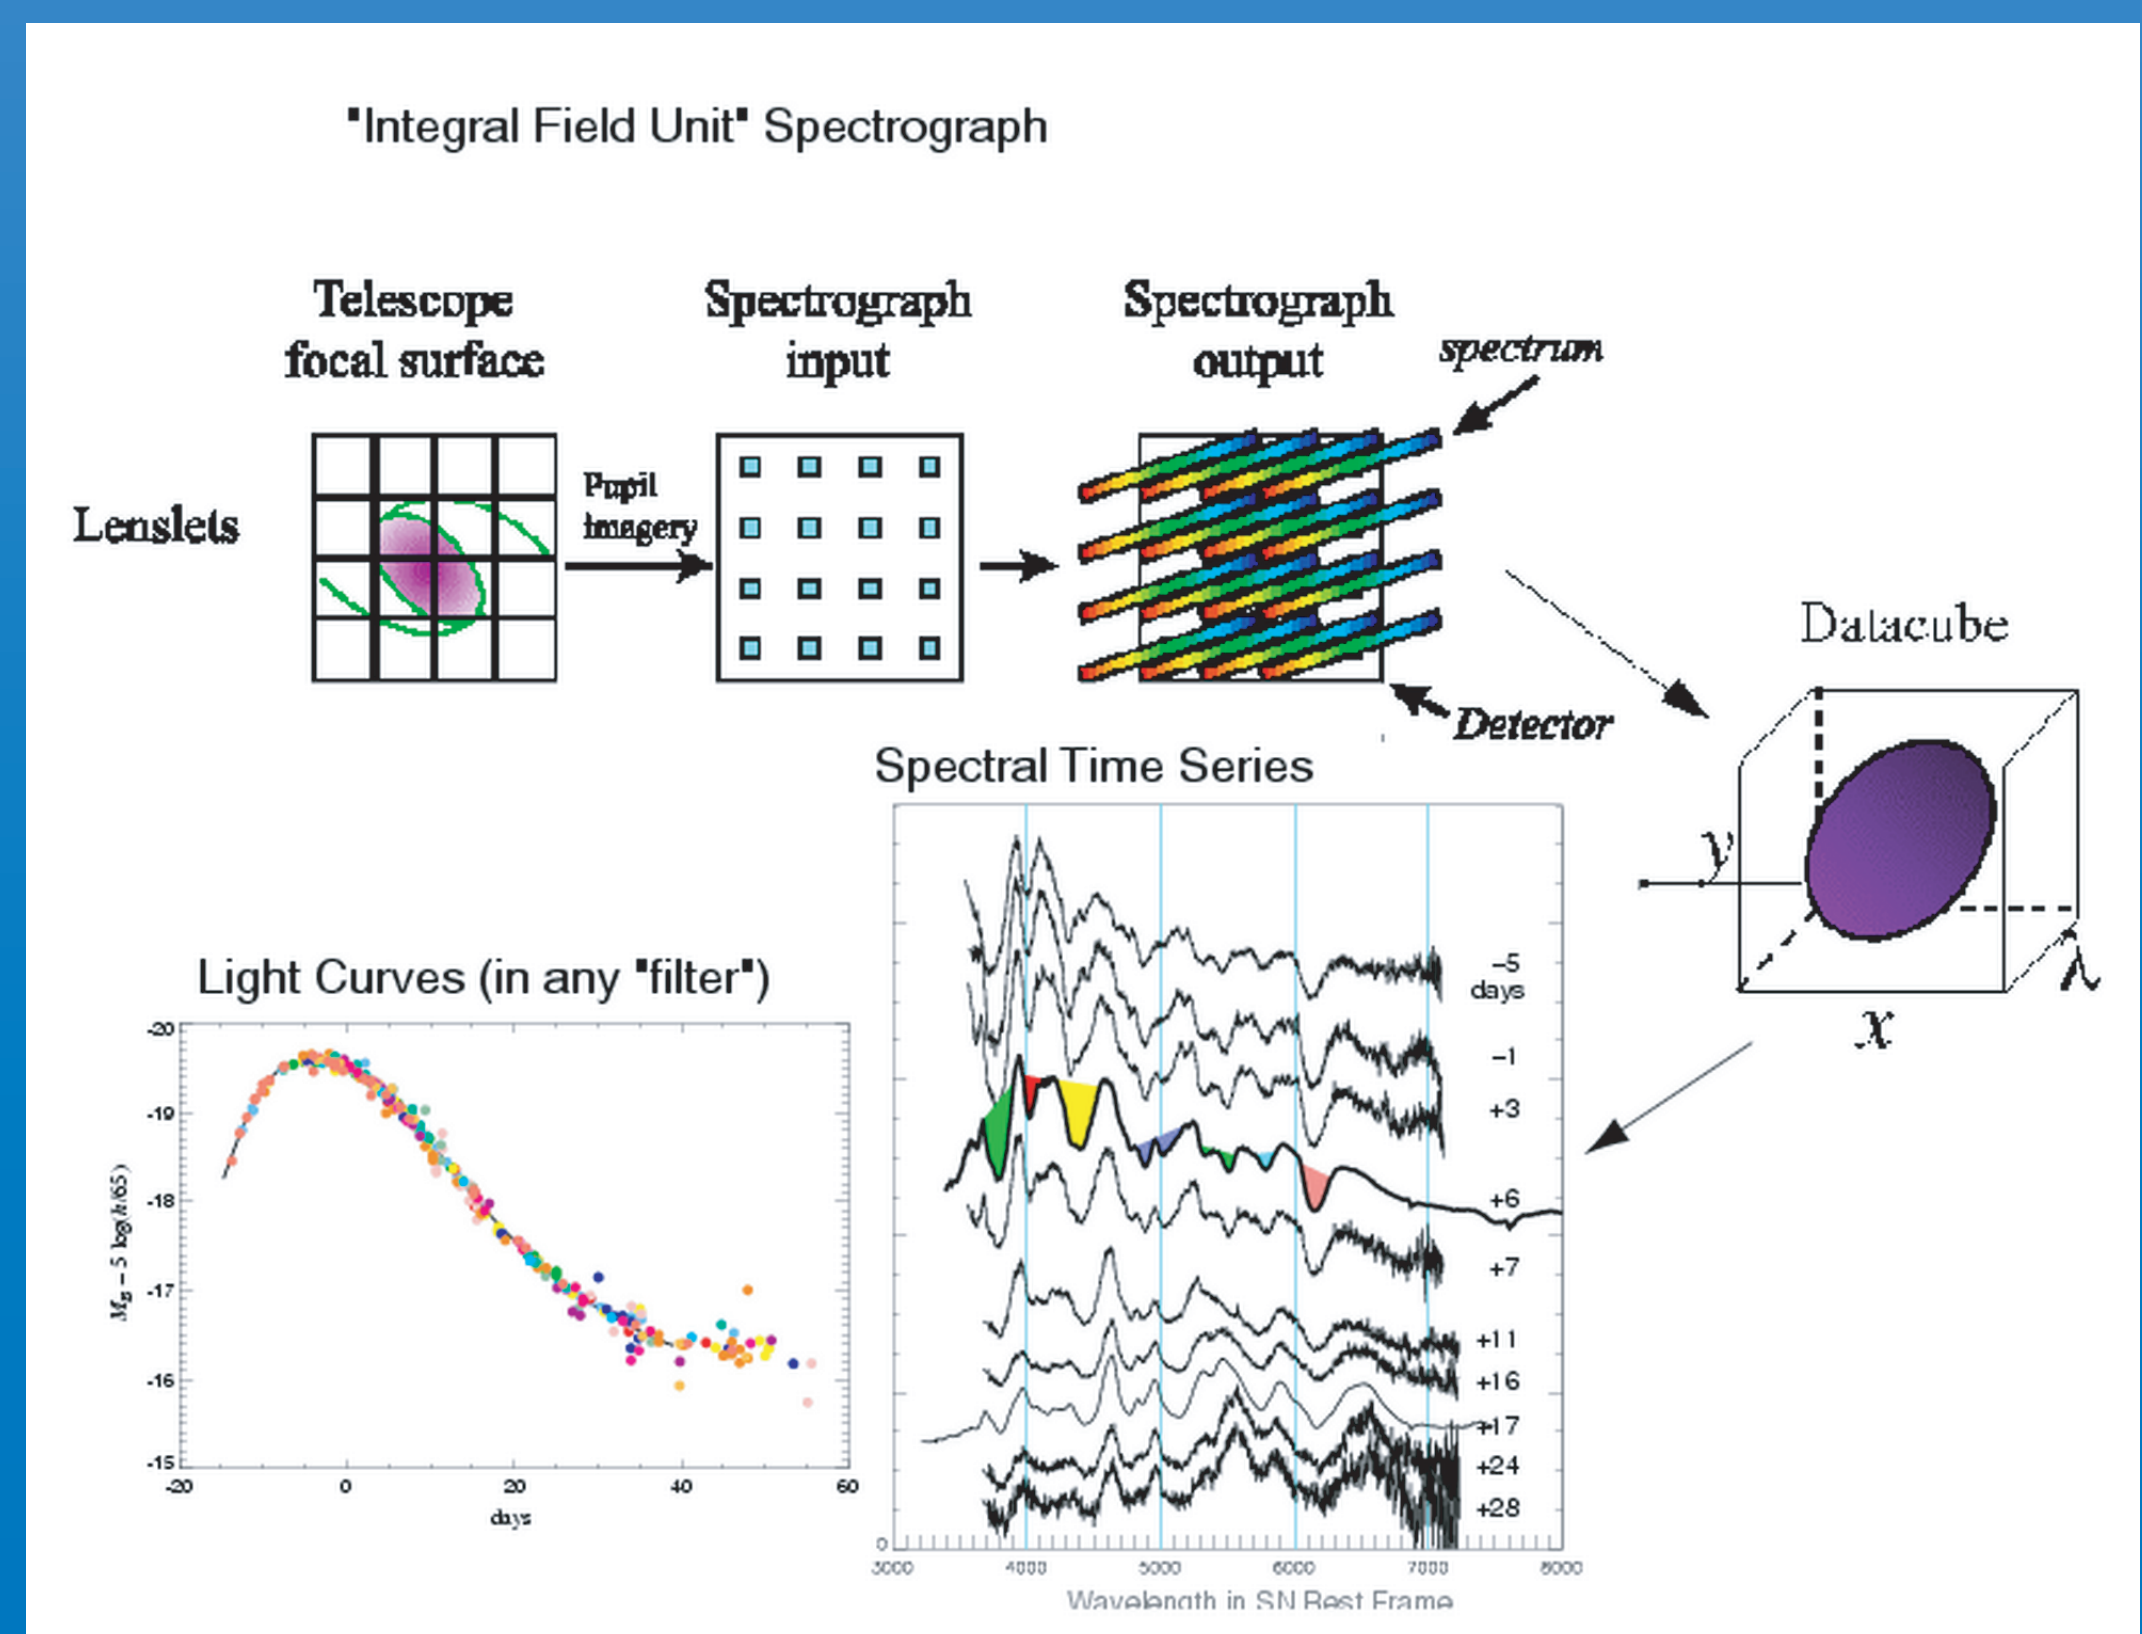 "Integral Field Unit" Spectrograph
Telescope
focal surface
Spectrograph
input
Spectrograph
output
spectrum
Lenslets
Pupil
imagery
Detector
Datacube
y
λ
x
Spectral Time Series
–5
days
–1
+3
+6
+7
+11
+16
+17
+24
+28
0
3000
4000
5000
6000
7000
8000
Wavelength in SN Rest Frame
Light Curves (in any "filter")
-20
-19
-18
-17
-16
-15
M_B – 5 log(h/65)
-20
0
20
40
60
days